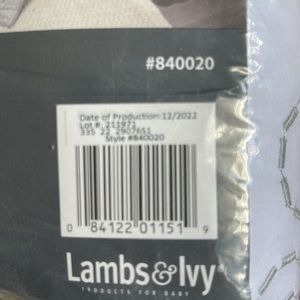 #840020
Date of Production:12/2022
Lot #: 211971
335 22 2907651
Style #840020
0 84122 01151 9
Lambs&Ivy
PRODUCTS FOR BABY